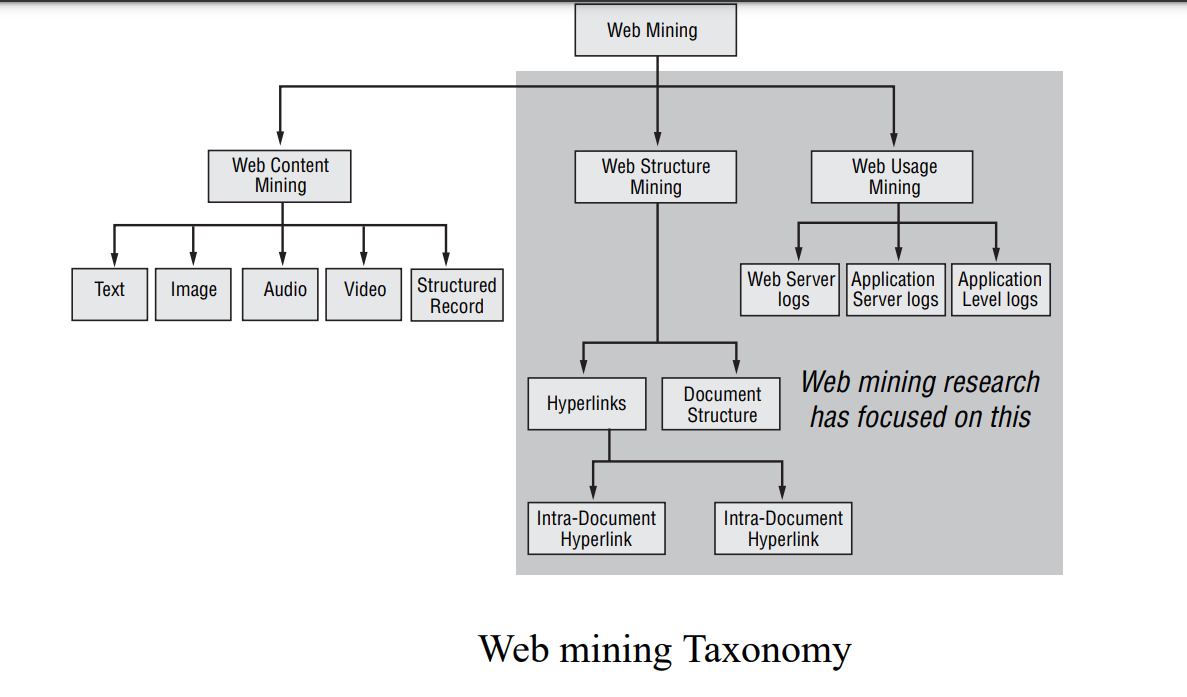 Web Mining
Web Content
Mining
Web Structure
Mining
Web Usage
Mining
Text
Image
Audio
Video
Structured
Record
Web Server
logs
Application
Server logs
Application
Level logs
Hyperlinks
Document
Structure
Web mining research
has focused on this
Intra-Document
Hyperlink
Intra-Document
Hyperlink
Web mining Taxonomy